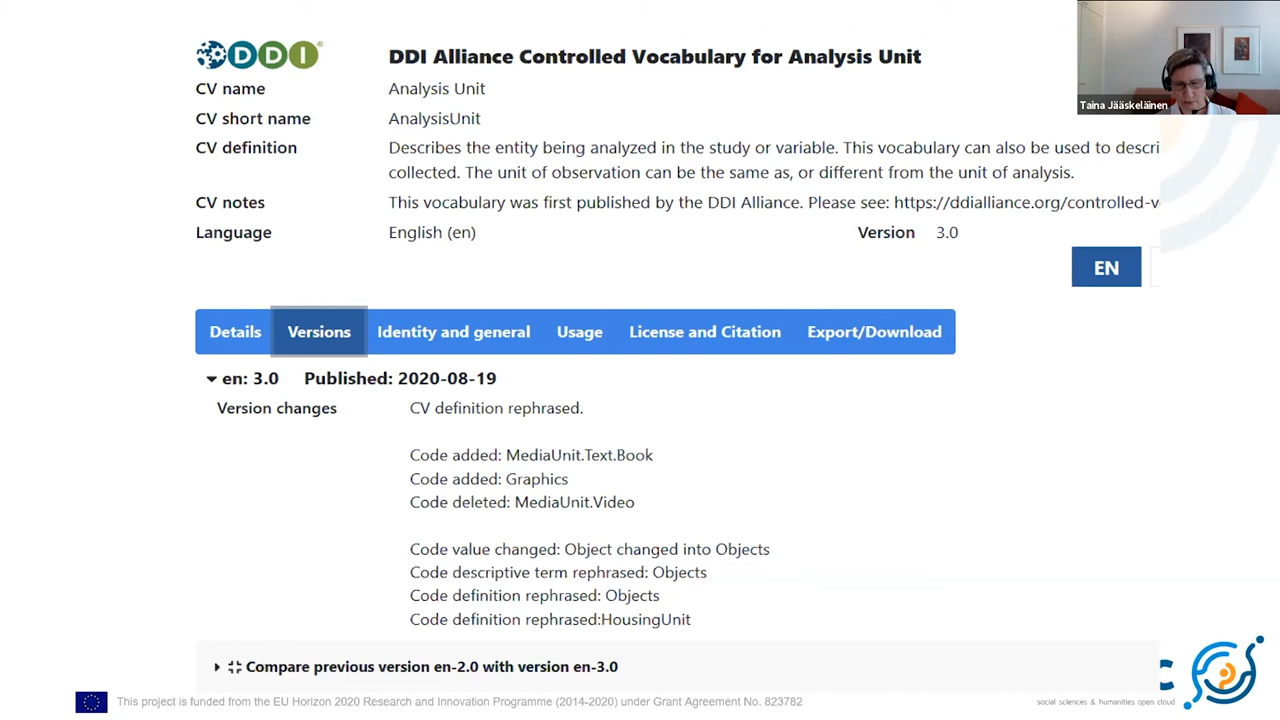 DDI
DDI Alliance Controlled Vocabulary for Analysis Unit
CV name Analysis Unit
CV short name AnalysisUnit
CV definition Describes the entity being analyzed in the study or variable. This vocabulary can also be used to descri
collected. The unit of observation can be the same as, or different from the unit of analysis.
CV notes This vocabulary was first published by the DDI Alliance. Please see: https://ddialliance.org/controlled-v
Language English (en) Version 3.0
EN
Details Versions Identity and general Usage License and Citation Export/Download
en: 3.0 Published: 2020-08-19
Version changes CV definition rephrased.
Code added: MediaUnit.Text.Book
Code added: Graphics
Code deleted: MediaUnit.Video
Code value changed: Object changed into Objects
Code descriptive term rephrased: Objects
Code definition rephrased: Objects
Code definition rephrased:HousingUnit
Compare previous version en-2.0 with version en-3.0
This project is funded from the EU Horizon 2020 Research and Innovation Programme (2014-2020) under Grant Agreement No. 823782
C
social sciences & humanities open cloud
Taina Jääskeläinen